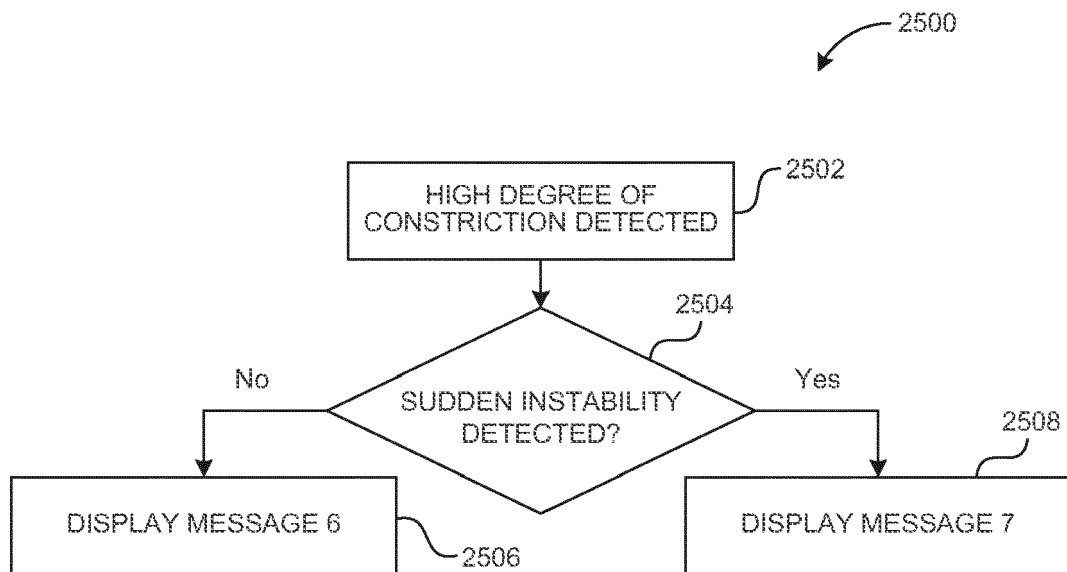 2500
HIGH DEGREE OF
CONSTRICTION DETECTED
2502
2504
No
Yes
SUDDEN INSTABILITY
DETECTED?
2508
DISPLAY MESSAGE 6
DISPLAY MESSAGE 7
2506